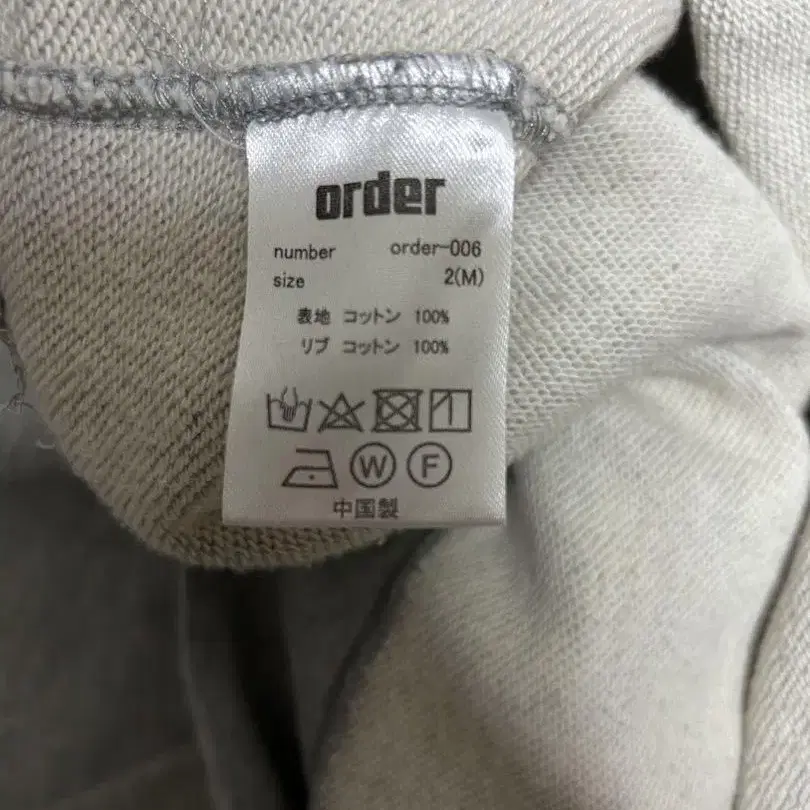 order
number order-006
size 2(M)
表地 コットン 100%
リブ コットン 100%
W F
中国製